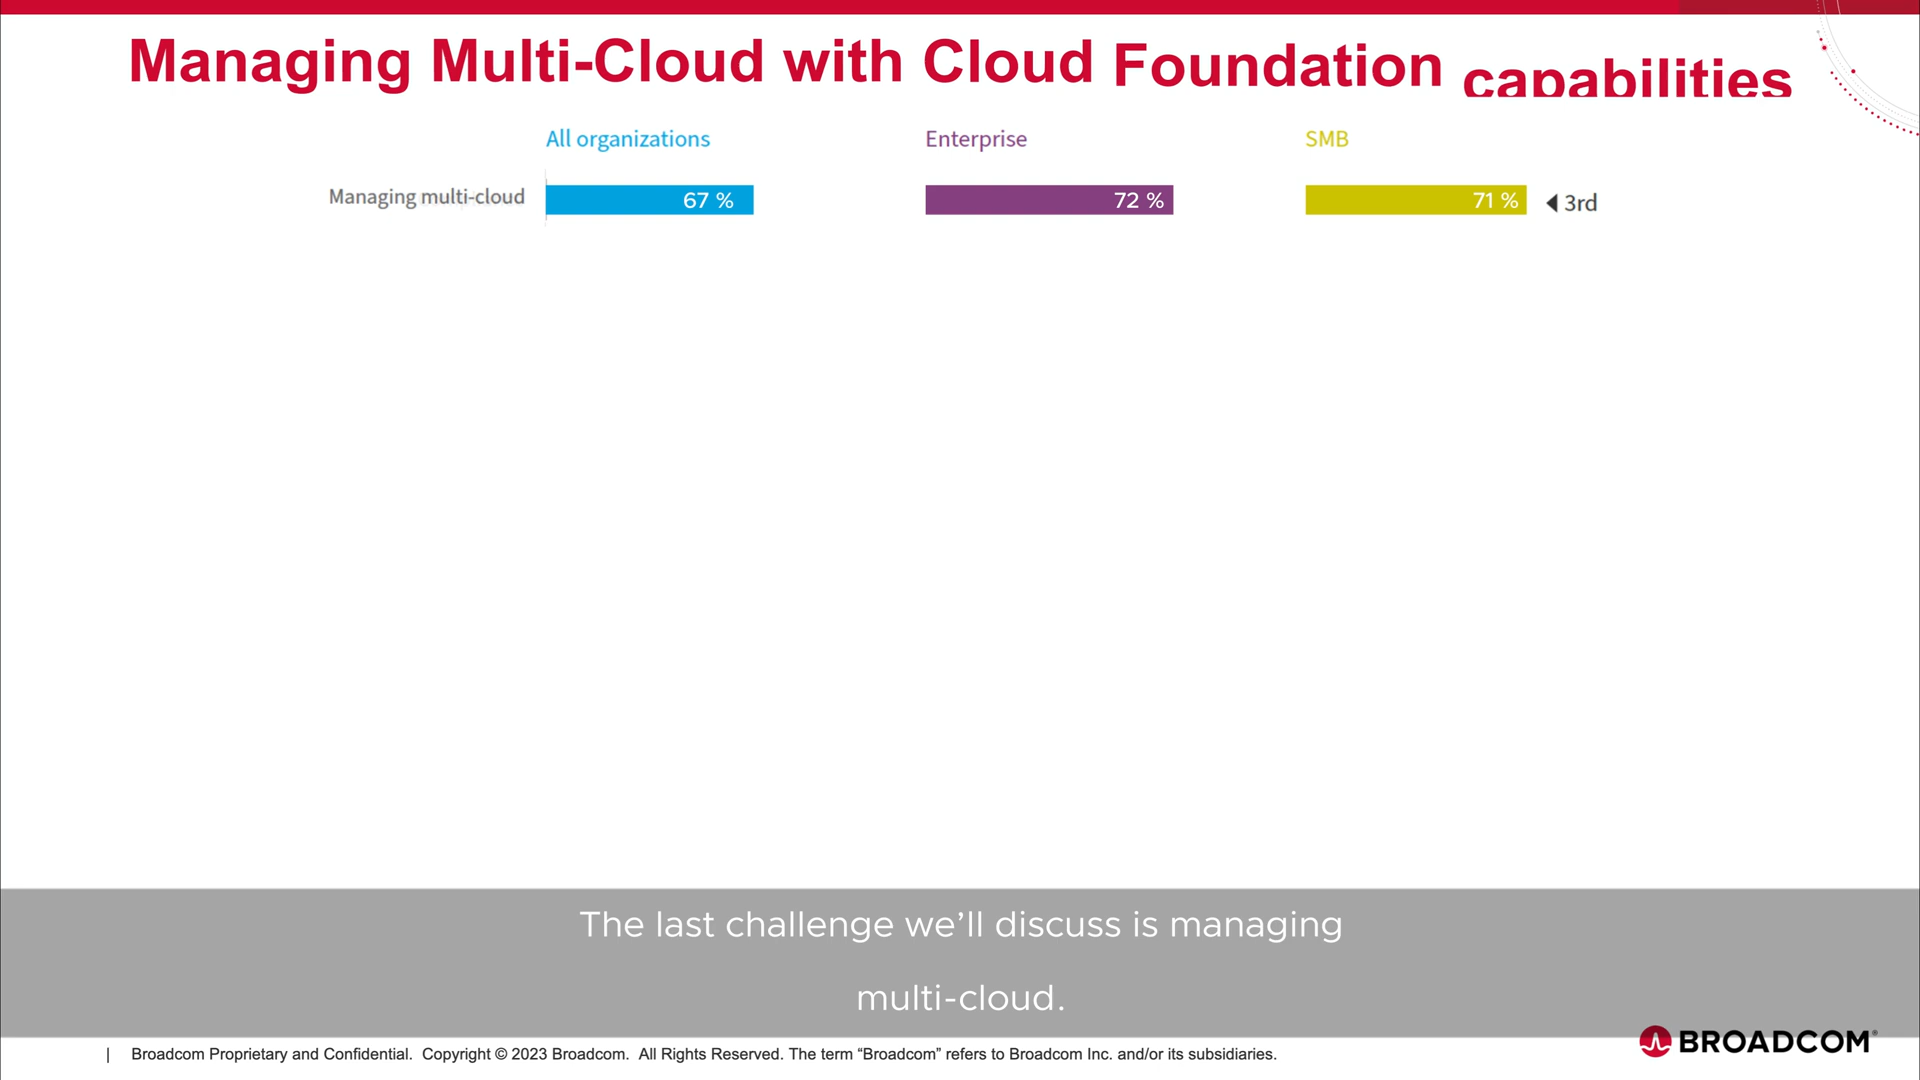 Managing Multi-Cloud with Cloud Foundation capabilities
All organizations Enterprise SMB
Managing multi-cloud 67 % 72 % 71 % 3rd
The last challenge we’ll discuss is managing
multi-cloud.
| Broadcom Proprietary and Confidential. Copyright © 2023 Broadcom. All Rights Reserved. The term “Broadcom” refers to Broadcom Inc. and/or its subsidiaries.
BROADCOM®